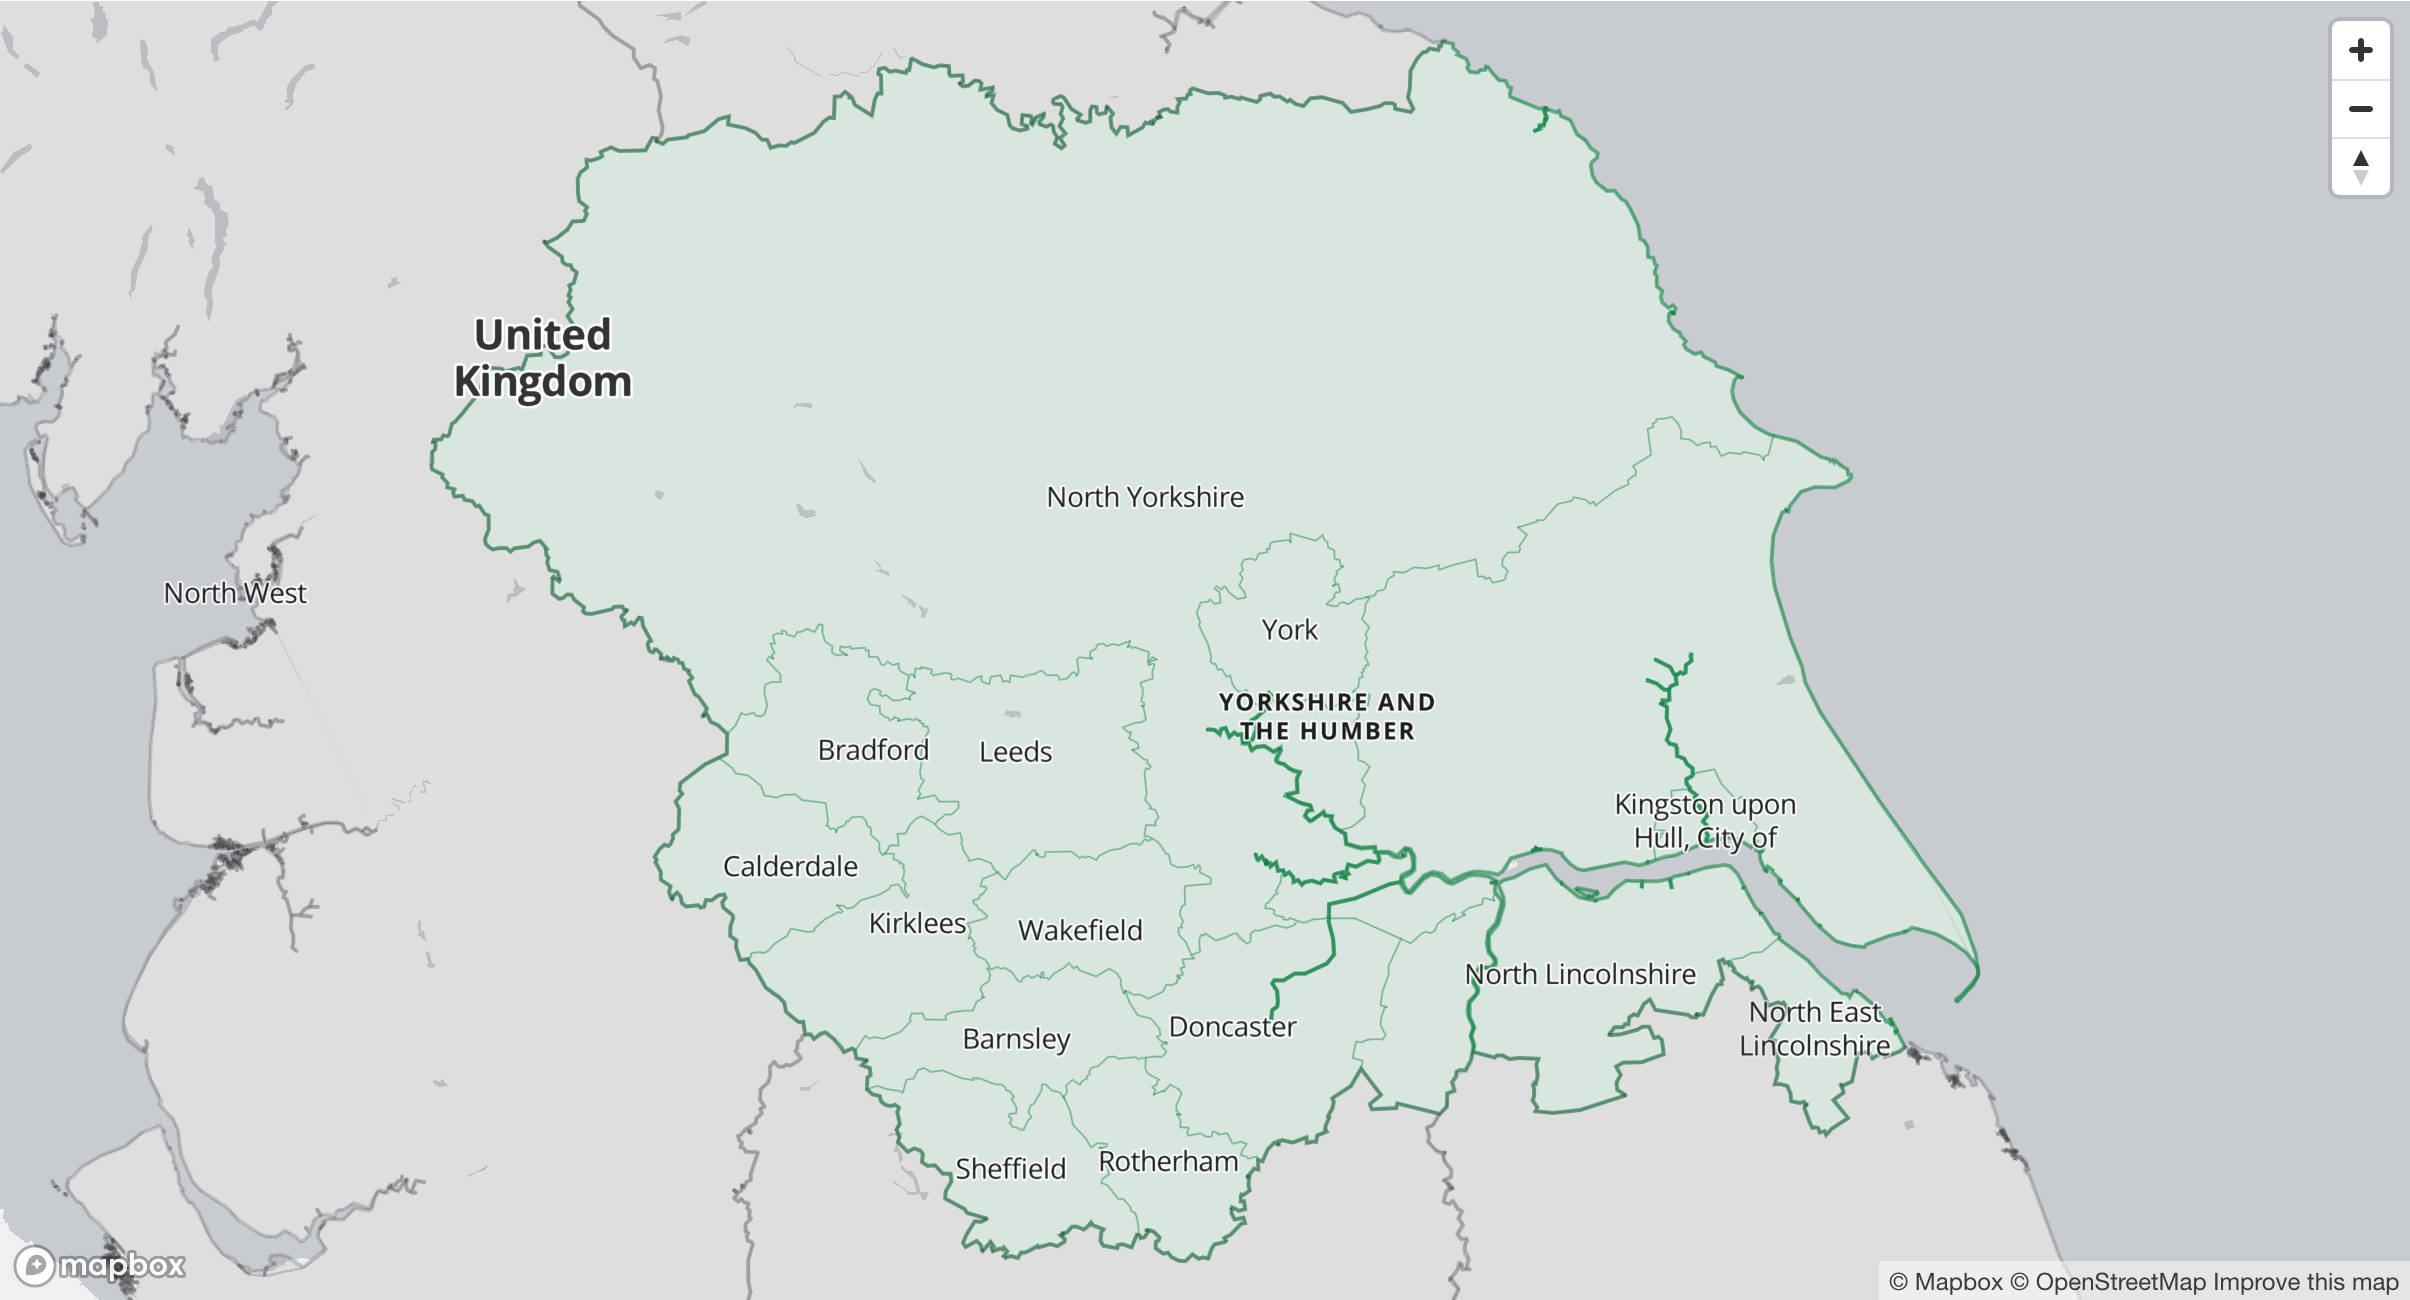 United
Kingdom
North Yorkshire
North West
York
YORKSHIRE AND
THE HUMBER
Bradford
Leeds
Kingston upon
Hull, City of
Calderdale
Kirklees
Wakefield
North Lincolnshire
North East
Lincolnshire
Barnsley
Doncaster
Sheffield
Rotherham
mapbox
© Mapbox © OpenStreetMap Improve this map